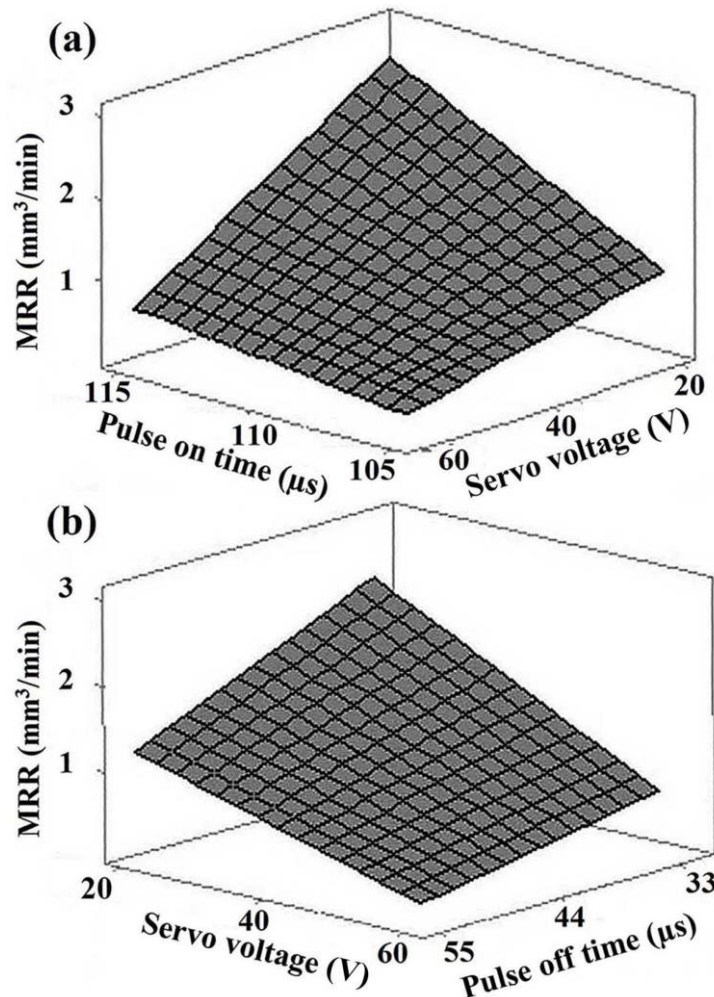 (a)
3
2
1
MRR (mm³/min)
115
110
105
Pulse on time (µs)
60
40
20
Servo voltage (V)
(b)
3
2
1
MRR (mm³/min)
20
40
60
Servo voltage (V)
55
44
33
Pulse off time (µs)